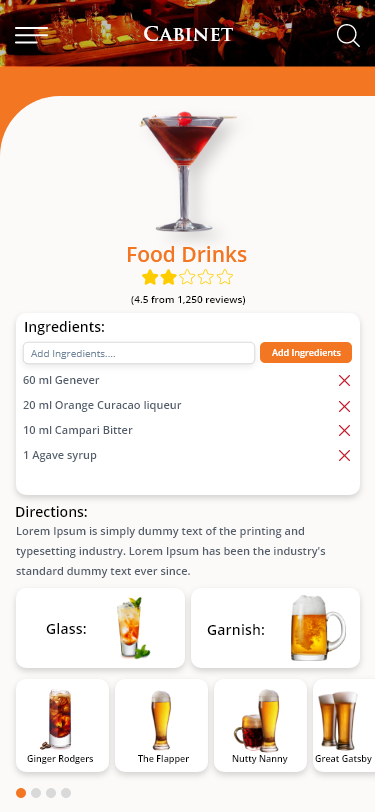 Cabinet
Food Drinks
(4.5 from 1,250 reviews)
Ingredients:
Add Ingredients.... Add Ingredients
60 ml Genever
20 ml Orange Curacao liqueur
10 ml Campari Bitter
1 Agave syrup
Directions:
Lorem Ipsum is simply dummy text of the printing and
typesetting industry. Lorem Ipsum has been the industry's
standard dummy text ever since.
Glass: Garnish:
Ginger Rodgers The Flapper Nutty Nanny Great Gatsby